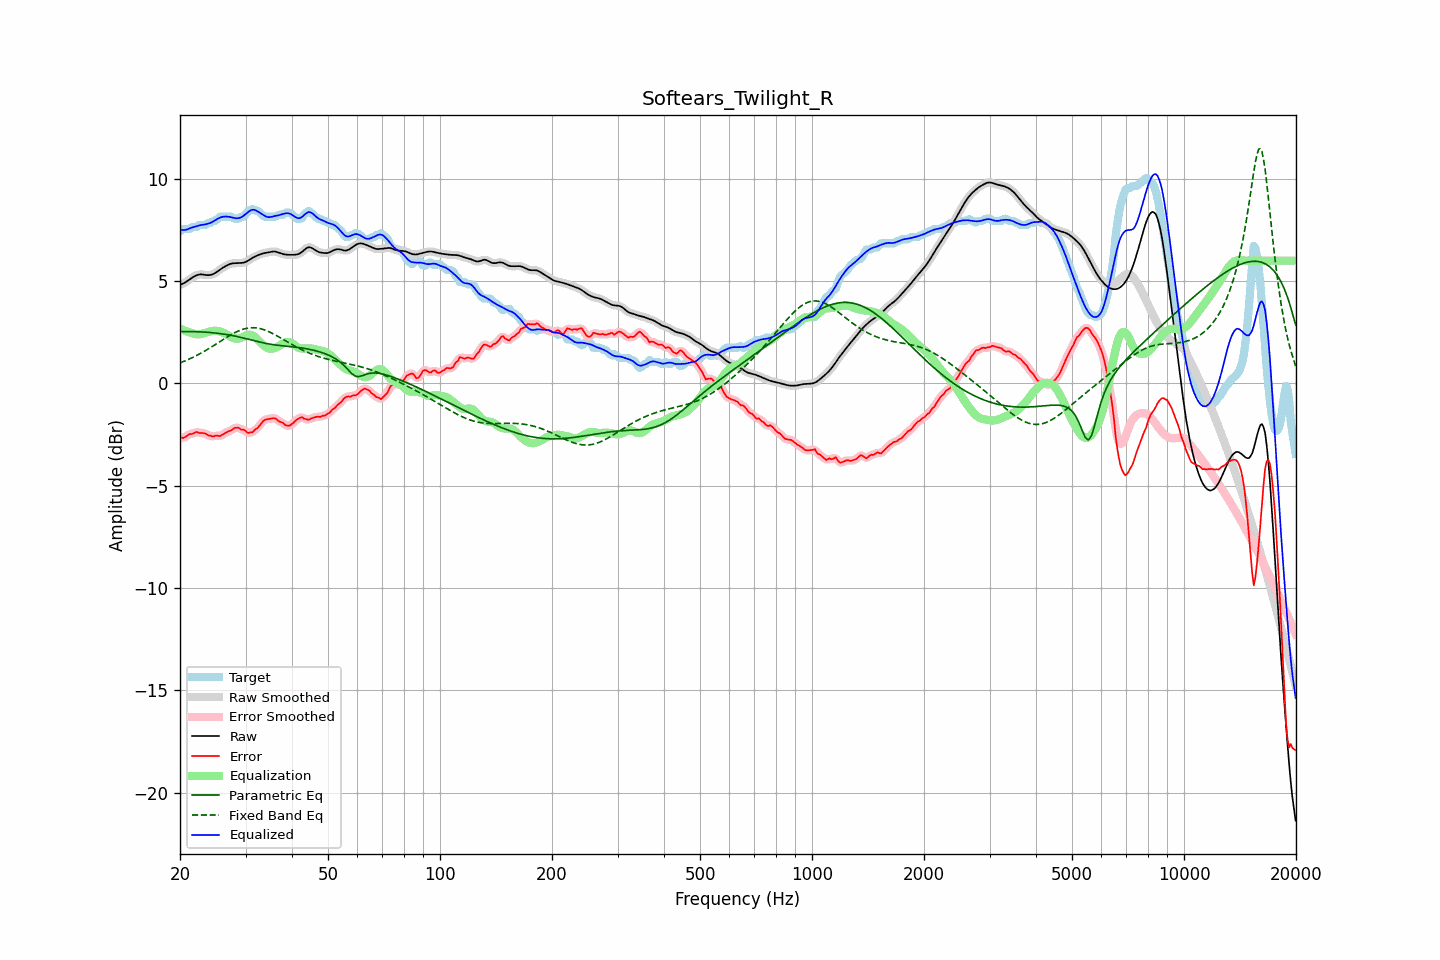 Softears_Twilight_R
Amplitude (dBr)
10
5
0
−5
−10
−15
−20
Target
Raw Smoothed
Error Smoothed
Raw
Error
Equalization
Parametric Eq
Fixed Band Eq
Equalized
20 50 100 200 500 1000 2000 5000 10000 20000
Frequency (Hz)